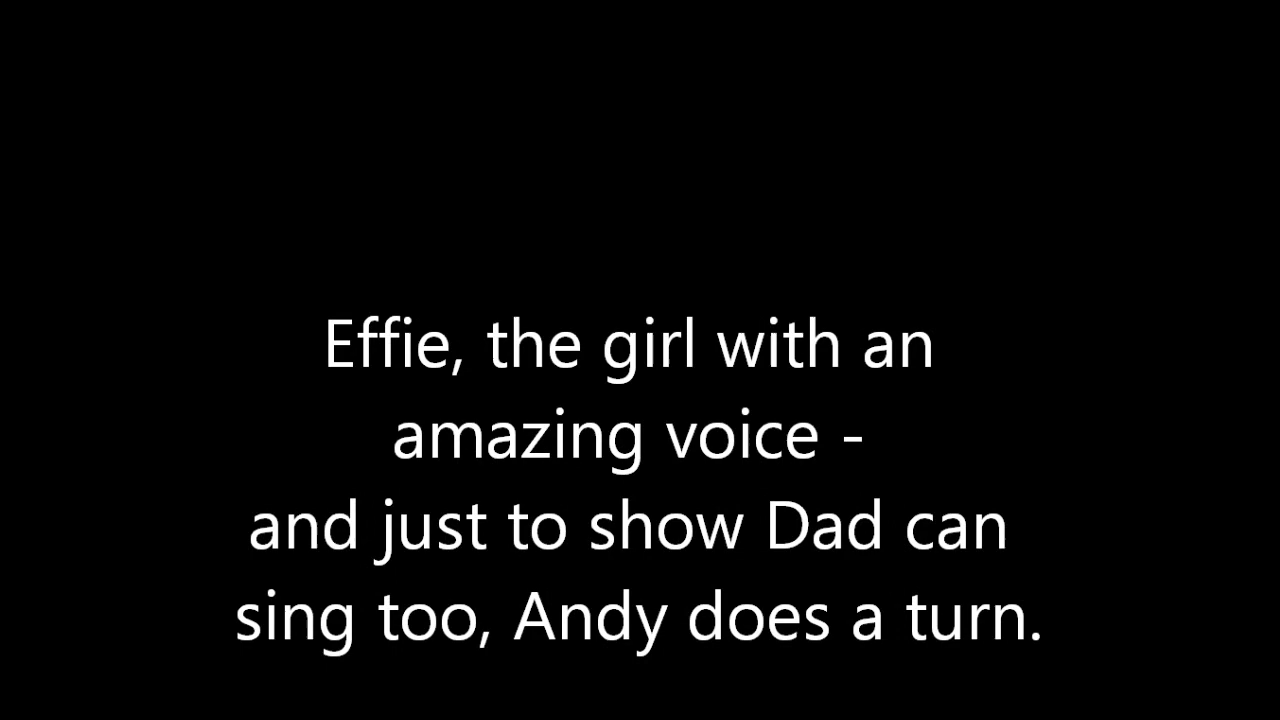 Effie, the girl with an
amazing voice -
and just to show Dad can
sing too, Andy does a turn.